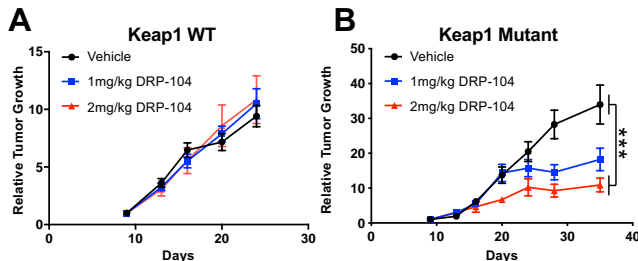 A
Keap1 WT
Relative Tumor Growth
15
10
5
0
Vehicle
1mg/kg DRP-104
2mg/kg DRP-104
0
10
20
30
Days
B
Keap1 Mutant
Relative Tumor Growth
50
40
30
20
10
0
Vehicle
1mg/kg DRP-104
2mg/kg DRP-104
***
0
10
20
30
40
Days